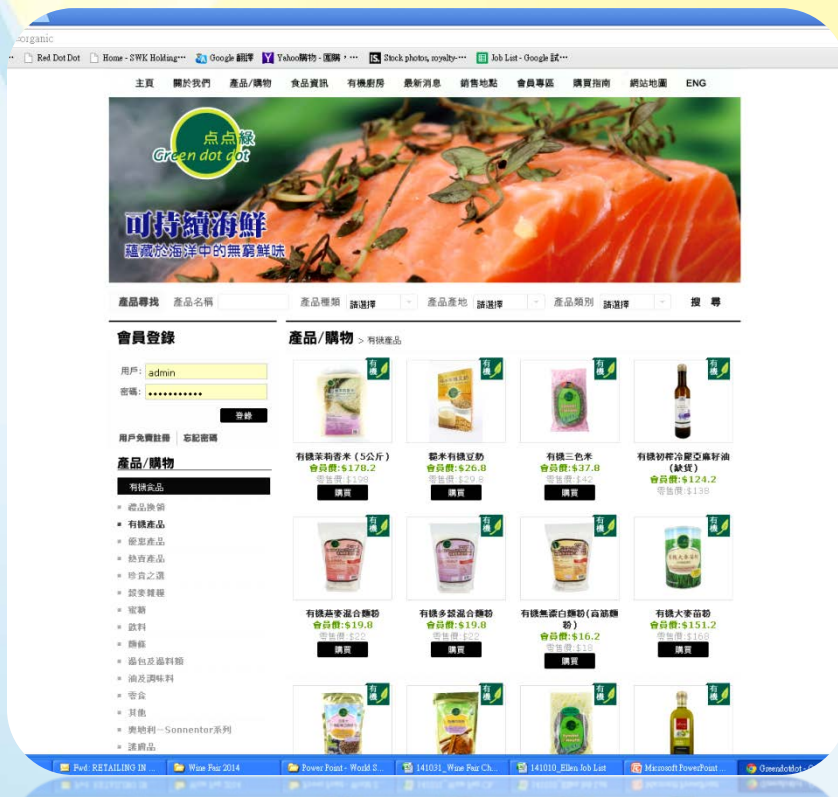 =organic
Red Dot Dot Home - SWK Holding··· Google 翻譯 Yahoo購物 - 團購，··· Stock photos, royalty-··· Job List - Google 試···
主頁 關於我們 產品/購物 食品資訊 有機廚房 最新消息 銷售地點 會員專區 購買指南 網站地圖 ENG
点点綠
Green dot dot
可持續海鮮
蘊藏於海洋中的無窮鮮味
產品尋找 產品名稱 產品種類 請選擇 產品產地 請選擇 產品類別 請選擇 搜 尋
會員登錄
用戶: admin
密碼: •••••••••••
登錄
用戶免費註冊 忘記密碼
產品/購物
有機食品
禮品換領
有機產品
優惠產品
熱賣產品
珍貴之選
穀麥雜糧
蜜糖
飲料
麵條
醬包及醬料類
油及調味料
零食
其他
奧地利—Sonnentor系列
產品/購物 > 有機產品
有機 有機 有機 有機
有機茉莉香米 (5公斤)
會員價:$178.2
零售價:$198
購買
糙米有機豆奶
會員價:$26.8
零售價:$29.8
購買
有機三色米
會員價:$37.8
零售價:$42
購買
有機初榨冷壓亞麻籽油
(缺貨)
會員價:$124.2
零售價:$138
有機 有機 有機 有機
有機燕麥混合麵粉
會員價:$19.8
零售價:$22
購買
有機多穀混合麵粉
會員價:$19.8
零售價:$22
購買
有機無漂白麵粉(高筋麵
粉)
會員價:$16.2
零售價:$18
購買
有機大麥苗粉
會員價:$151.2
零售價:$168
購買
有機 有機 有機 有機
Fwd: RETAILING IN ... Wine Fair 2014 Power Point - World S... 141031_Wine Fair Ch... 141010_Ellen Job List Microsoft PowerPoint ... Greendotdot -